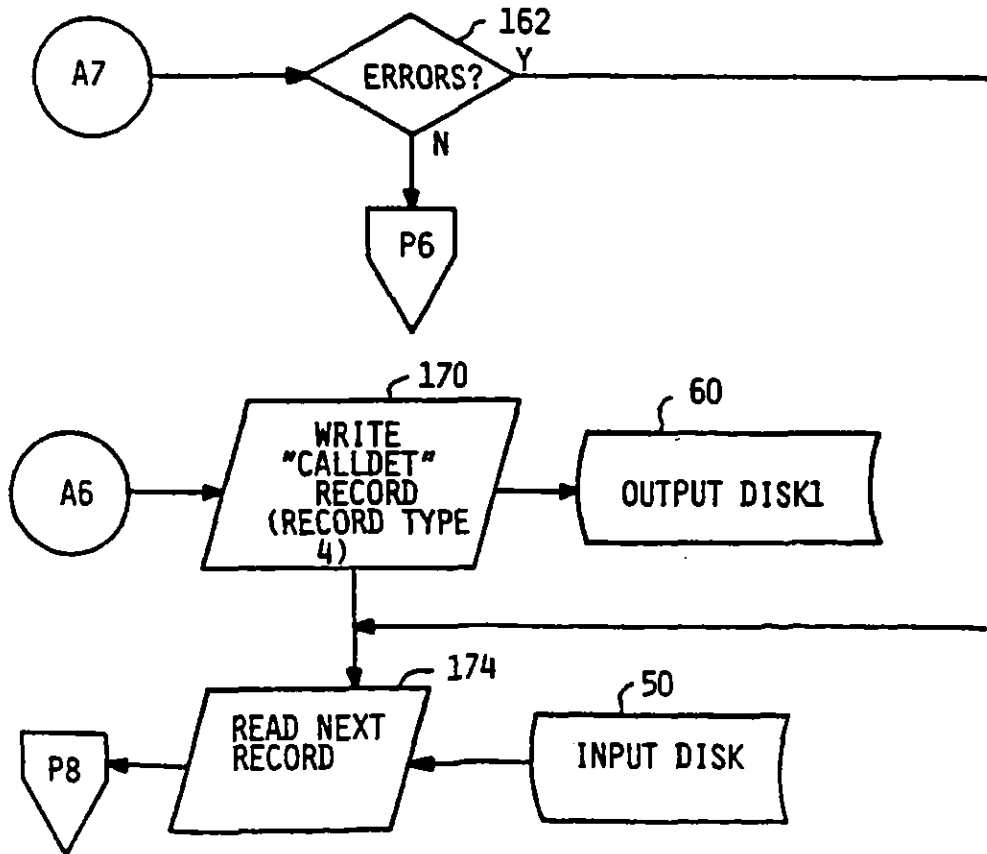 162
A7
ERRORS?
Y
N
P6
170
60
WRITE
"CALLDET"
RECORD
(RECORD TYPE
4)
A6
OUTPUT DISK1
174
50
READ NEXT
RECORD
INPUT DISK
P8